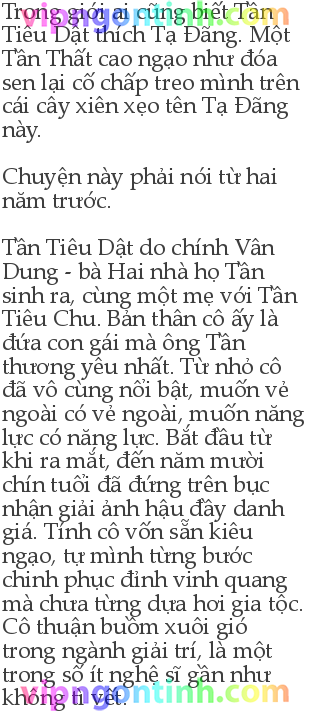 Trong giới ai cũng biết Tần
Tiêu Dật thích Tạ Đãng. Một
Tần Thất cao ngạo như đóa
sen lại cố chấp treo mình trên
cái cây xiên xẹo tên Tạ Đãng
này.
Chuyện này phải nói từ hai
năm trước.
Tần Tiêu Dật do chính Vân
Dung - bà Hai nhà họ Tần
sinh ra, cùng một mẹ với Tần
Tiêu Chu. Bản thân cô ấy là
đứa con gái mà ông Tần
thương yêu nhất. Từ nhỏ cô
đã vô cùng nổi bật, muốn vẻ
ngoài có vẻ ngoài, muốn năng
lực có năng lực. Bắt đầu từ
khi ra mắt, đến năm mười
chín tuổi đã đứng trên bục
nhận giải ảnh hậu đầy danh
giá. Tính cô vốn sẵn kiêu
ngạo, tự mình từng bước
chinh phục đỉnh vinh quang
mà chưa từng dựa hơi gia tộc.
Cô thuận buồm xuôi gió
trong ngành giải trí, là một
trong số ít nghệ sĩ gần như
không tì vết.
vipngontinh.com
vipngontinh.com